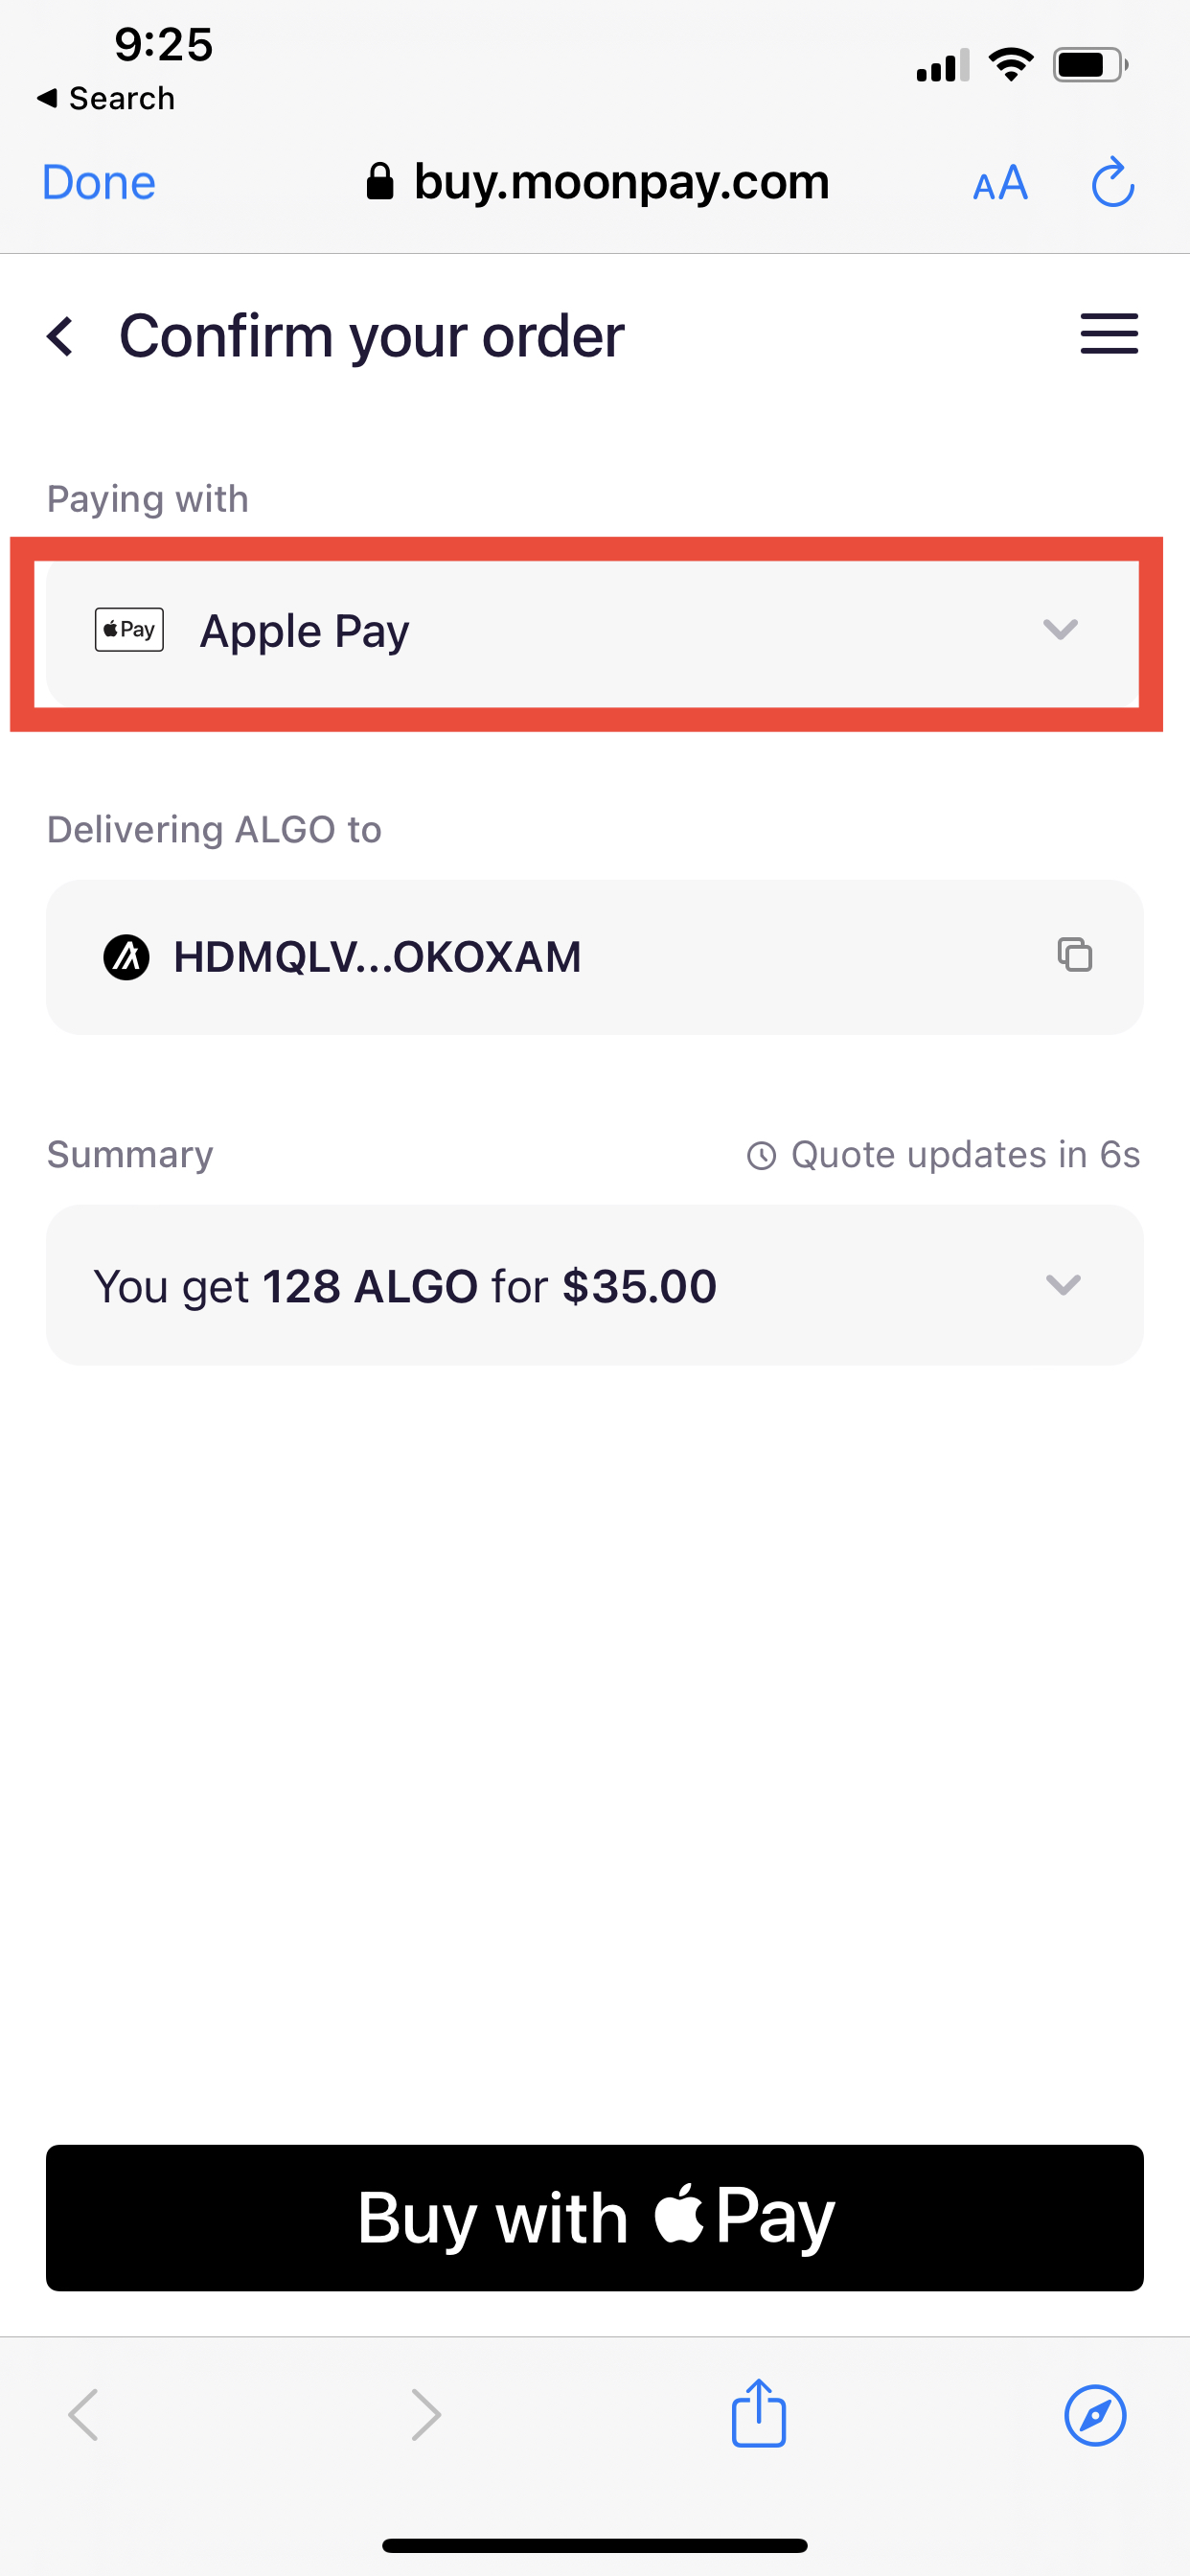 9:25
Search
Done
buy.moonpay.com
AA
Confirm your order
Paying with
Pay Apple Pay
Delivering ALGO to
HDMQLV...OKOXAM
Summary
Quote updates in 6s
You get 128 ALGO for $35.00
Buy with Pay